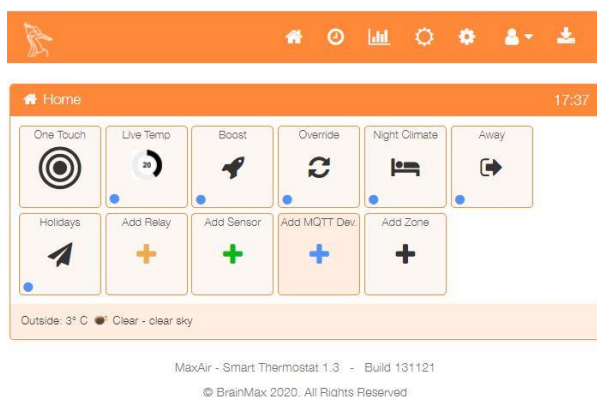 Home 17:37
One Touch Live Temp Boost Override Night Climate Away
20
Holidays Add Relay Add Sensor Add MQTT Dev. Add Zone
Outside: 3° C Clear - clear sky
MaxAir - Smart Thermostat 1.3 - Build 131121
© BrainMax 2020. All Rights Reserved